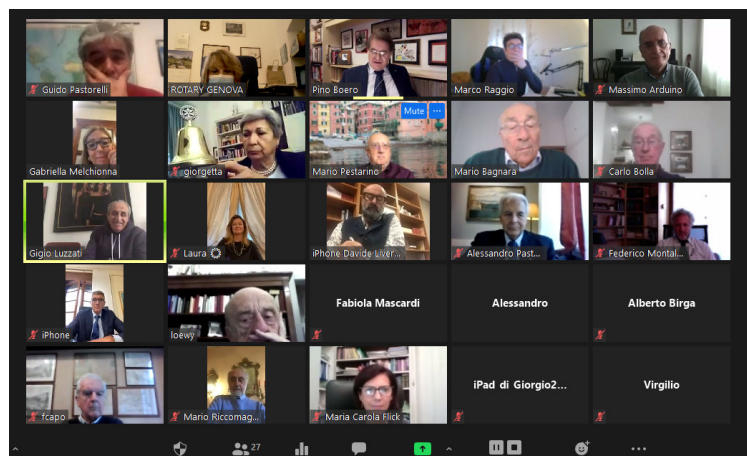 Guido Pastorelli
ROTARY GENOVA
Pino Boero
Marco Raggio
Massimo Arduino
Gabriella Melchionna
giorgetta
Mute ...
Mario Pestarino
Mario Bagnara
Carlo Bolla
Gigio Luzzati
Laura
iPhone Davide Liver...
Alessandro Past...
Federico Montal...
iPhone
loewy
Fabiola Mascardi
Alessandro
Alberto Birga
fcapo
Mario Riccomag...
Maria Carola Flick
iPad di Giorgio2...
Virgilio
27